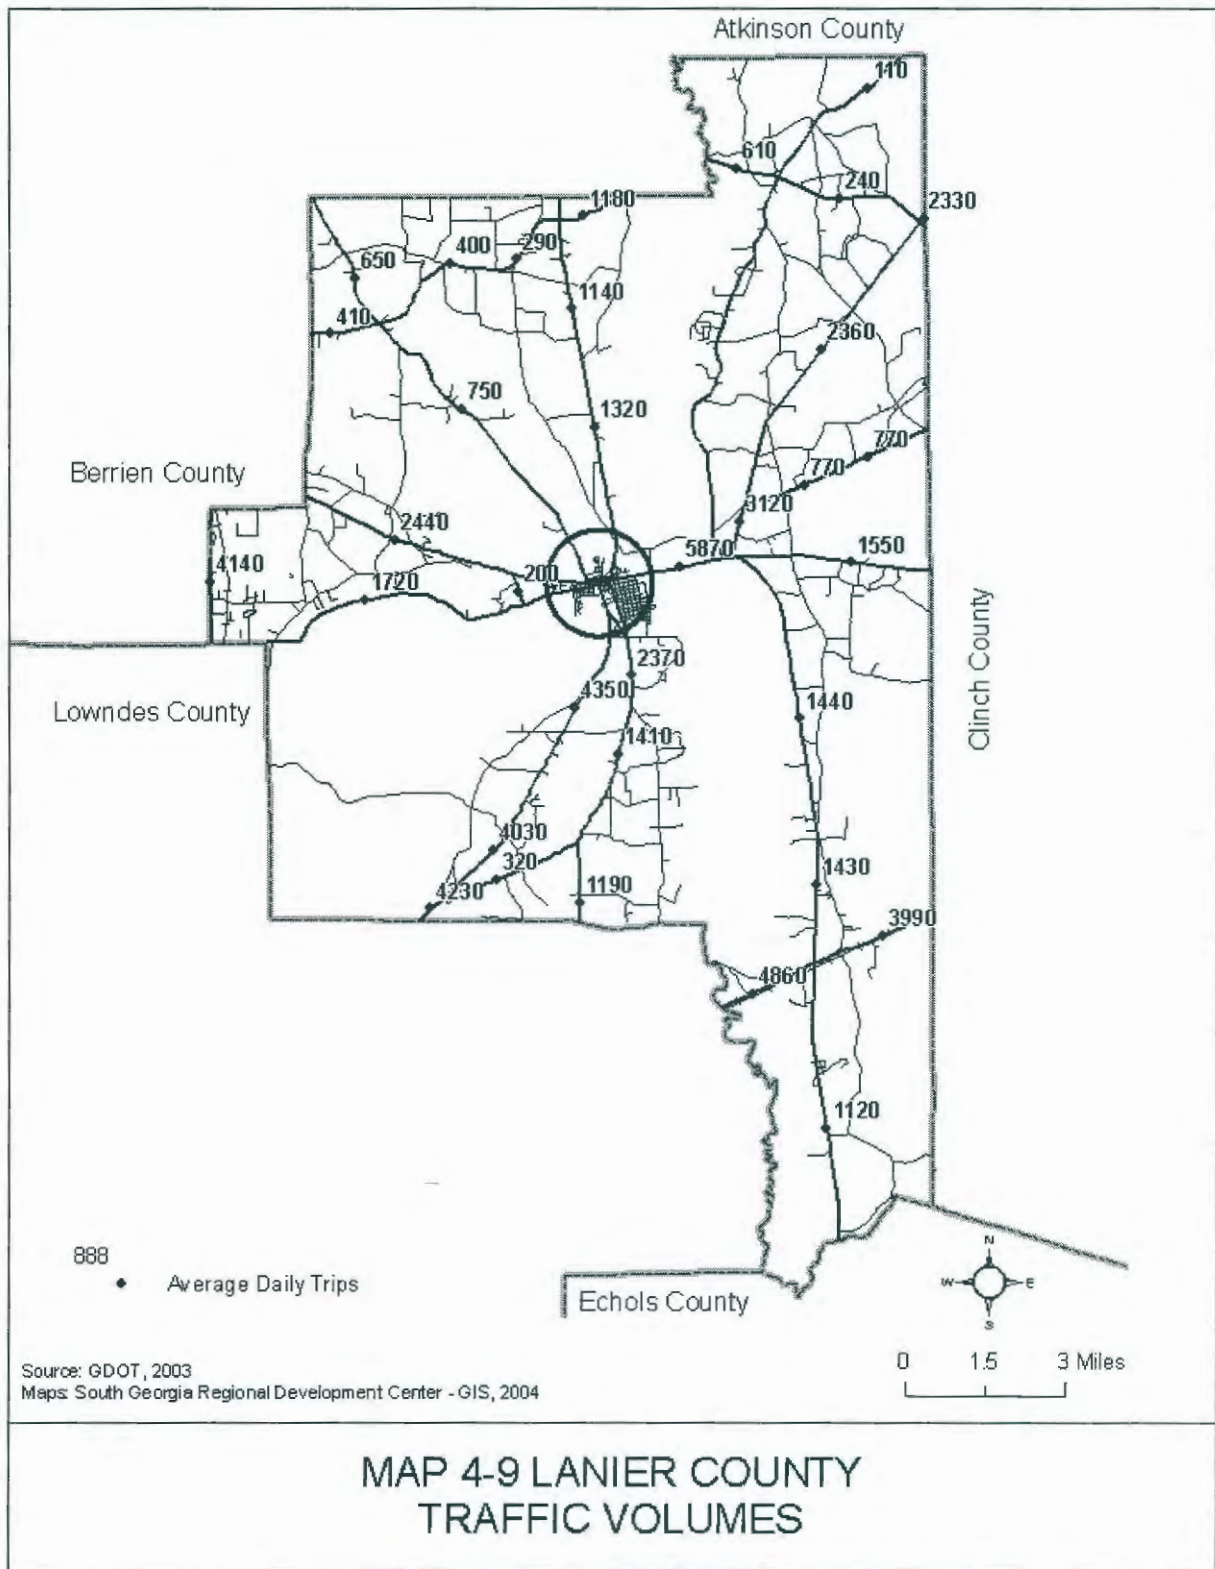 Atkinson County
110
610
240
2330
1180
400
290
650
1140
410
2360
750
1320
770
770
Berrien County
3120
2440
5870
1550
4140
1720
200
Clinch County
2370
4350
Lowndes County
1440
1410
4030
320
1430
4230
1190
3990
4860
1120
888
Average Daily Trips
N
W E
S
Echols County
Source: GDOT, 2003
Maps: South Georgia Regional Development Center - GIS, 2004
0 1.5 3 Miles
MAP 4-9 LANIER COUNTY
TRAFFIC VOLUMES